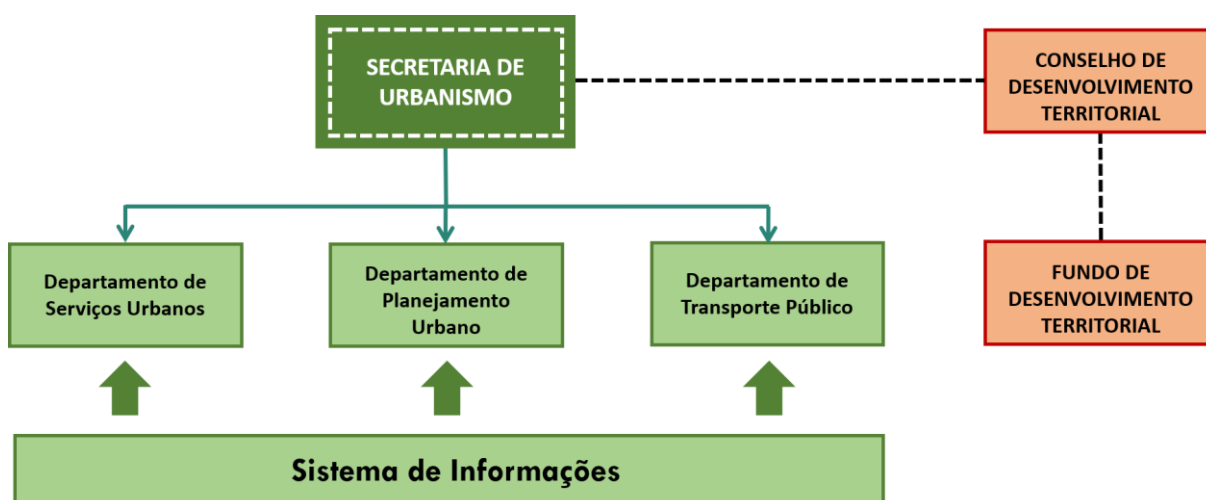 SECRETARIA DE
URBANISMO
CONSELHO DE
DESENVOLVIMENTO
TERRITORIAL
Departamento de
Serviços Urbanos
Departamento de
Planejamento
Urbano
Departamento de
Transporte Público
FUNDO DE
DESENVOLVIMENTO
TERRITORIAL
Sistema de Informações